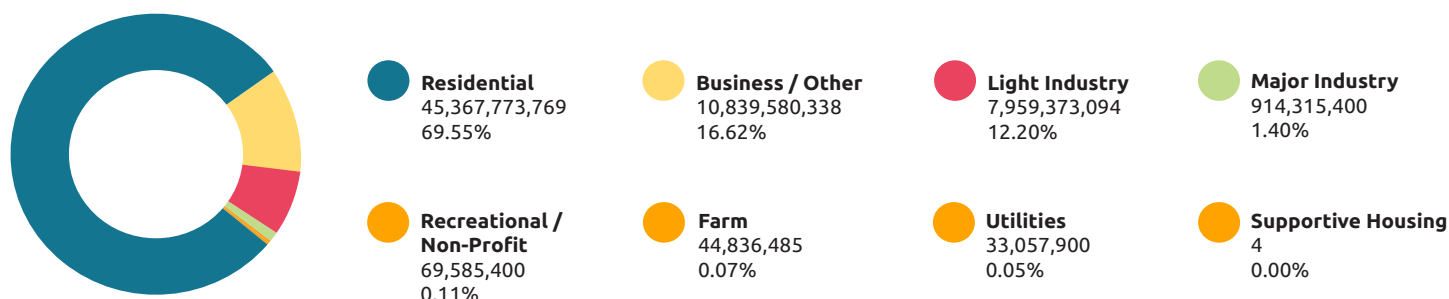 Residential
45,367,773,769
69.55%
Business / Other
10,839,580,338
16.62%
Light Industry
7,959,373,094
12.20%
Major Industry
914,315,400
1.40%
Recreational /
Non-Profit
69,585,400
0.11%
Farm
44,836,485
0.07%
Utilities
33,057,900
0.05%
Supportive Housing
4
0.00%